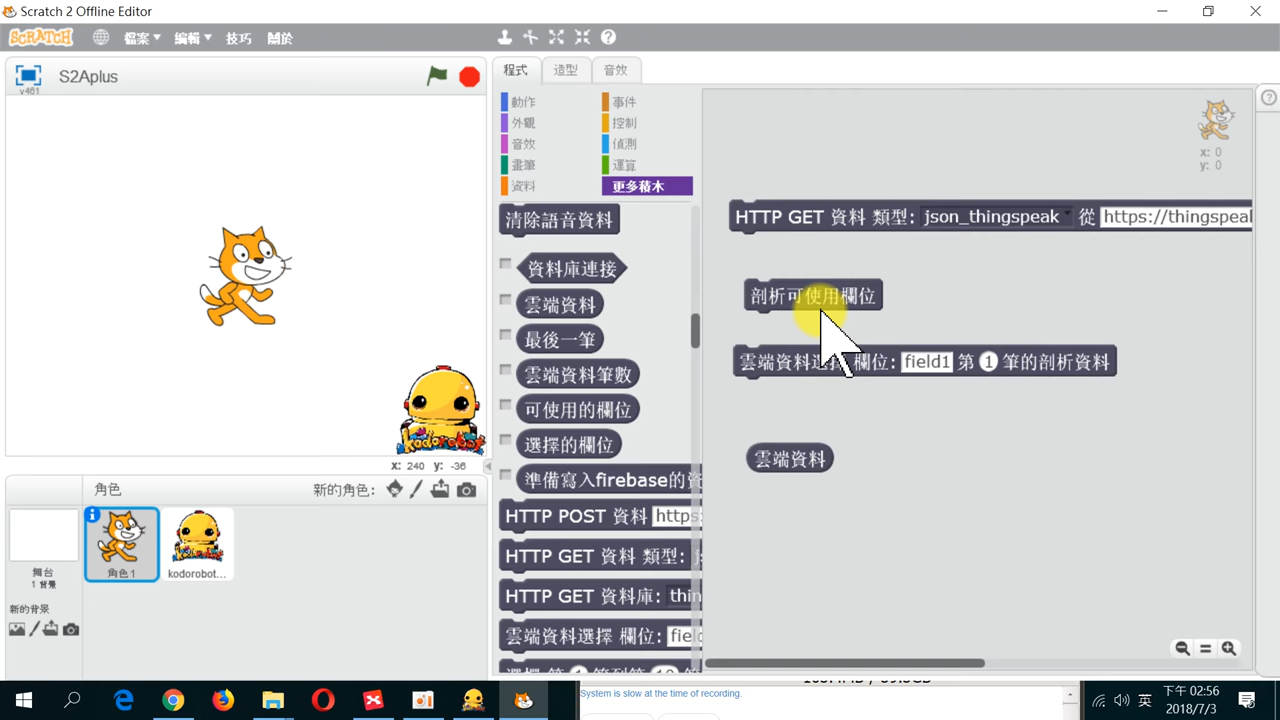 Scratch 2 Offline Editor
SCRATCH
檔案 編輯 技巧 關於
v461
S2Aplus
程式 造型 音效
動作 事件
外觀 控制
音效 偵測
畫筆 運算
資料 更多積木
清除語音資料
資料庫連接
雲端資料
最後一筆
雲端資料筆數
可使用的欄位
選擇的欄位
準備寫入firebase的資
HTTP POST 資料 https:
HTTP GET 資料 類型: j
HTTP GET 資料庫: thin
雲端資料選擇 欄位: field
x: 0
y: 0
HTTP GET 資料 類型: json_thingspeak 從 https://thingspeal
剖析可使用欄位
雲端資料選 欄位: field1 第 1 筆的剖析資料
雲端資料
kodorobot
x: 240 y: -36
角色 新的角色:
舞台
1 背景
新的背景
角色1
kodorobot...
System is slow at the time of recording.
英
下午 02:56
2018/7/3